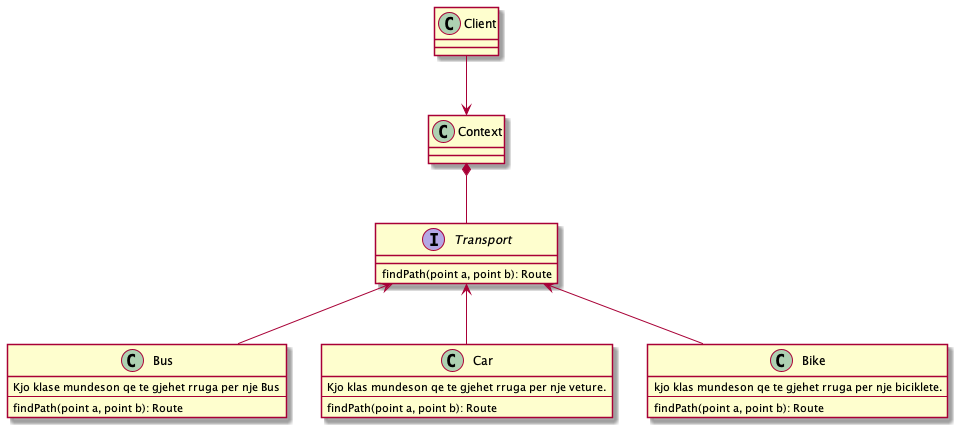 C Client
C Context
I Transport
findPath(point a, point b): Route
C Bus
Kjo klase mundeson qe te gjehet rruga per nje Bus
findPath(point a, point b): Route
C Car
Kjo klas mundeson qe te gjehet rruga per nje veture.
findPath(point a, point b): Route
C Bike
kjo klas mundeson qe te gjehet rruga per nje biciklete.
findPath(point a, point b): Route